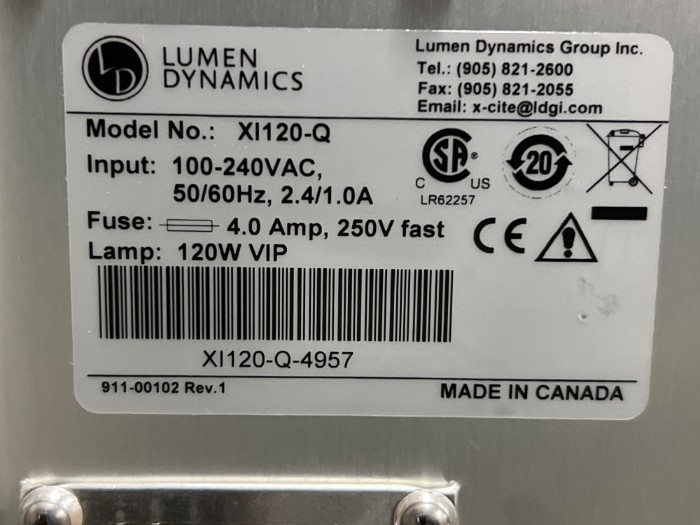 LD
LUMEN
DYNAMICS
Lumen Dynamics Group Inc.
Tel.: (905) 821-2600
Fax: (905) 821-2055
Email: x-cite@ldgi.com
Model No.: XI120-Q
Input: 100-240VAC,
50/60Hz, 2.4/1.0A
Fuse: 4.0 Amp, 250V fast
Lamp: 120W VIP
SA
C US
LR62257
20
CE
XI120-Q-4957
911-00102 Rev.1
MADE IN CANADA